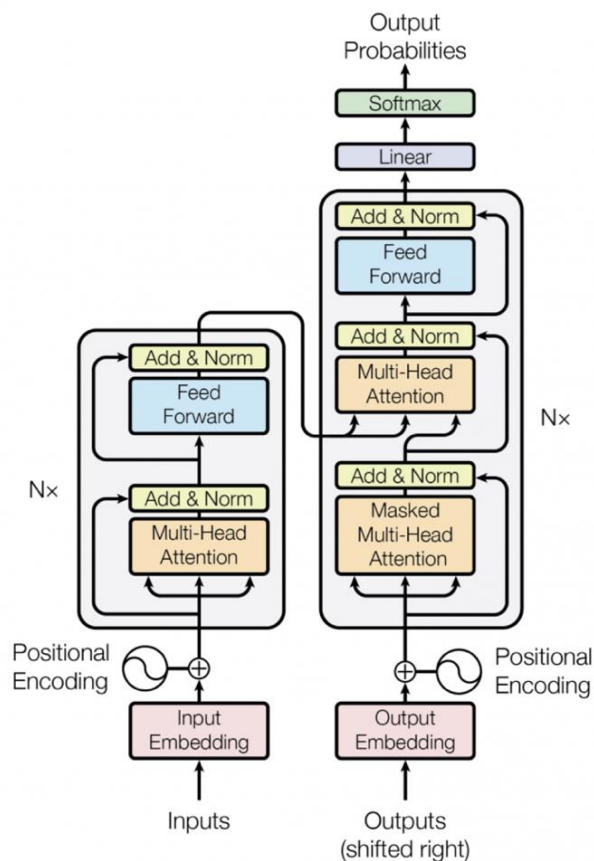 Output
Probabilities
Softmax
Linear
Add & Norm
Feed
Forward
Add & Norm
Multi-Head
Attention
Add & Norm
Masked
Multi-Head
Attention
Nx
Add & Norm
Feed
Forward
Add & Norm
Multi-Head
Attention
Nx
Positional
Encoding
Positional
Encoding
Input
Embedding
Output
Embedding
Inputs
Outputs
(shifted right)